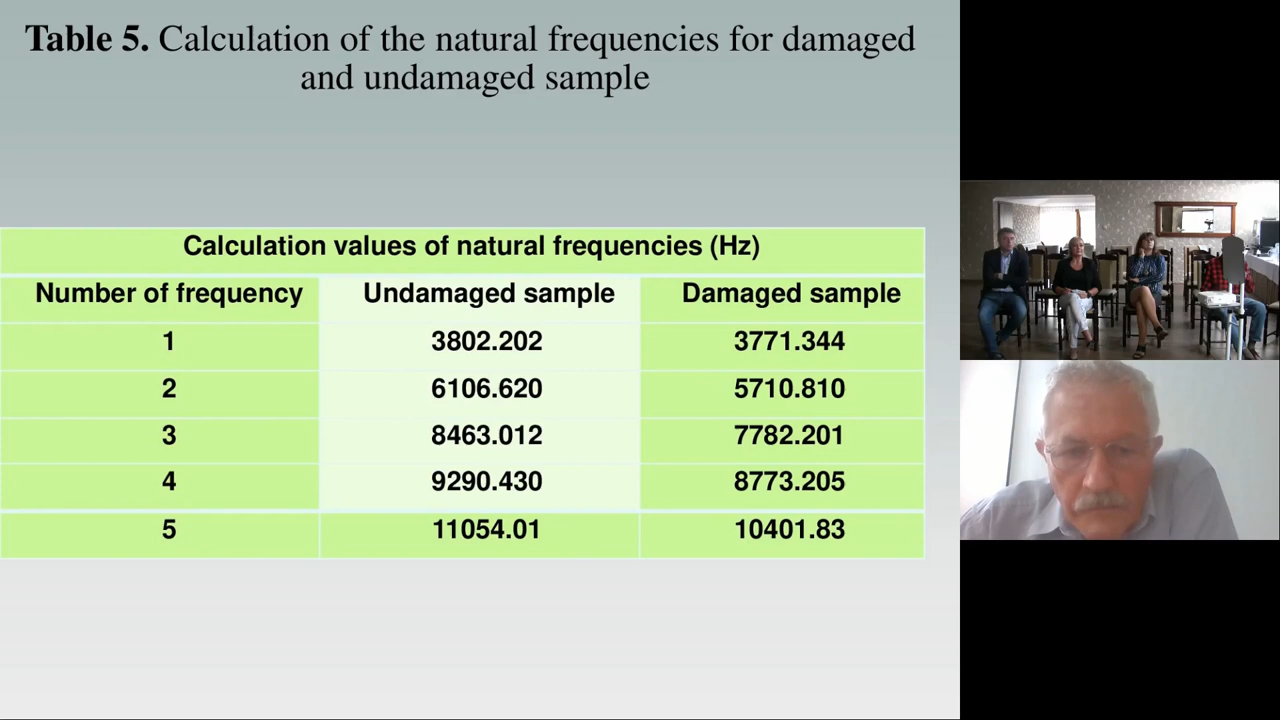 Table 5. Calculation of the natural frequencies for damaged
and undamaged sample
Calculation values of natural frequencies (Hz)
Number of frequency Undamaged sample Damaged sample
1 3802.202 3771.344
2 6106.620 5710.810
3 8463.012 7782.201
4 9290.430 8773.205
5 11054.01 10401.83